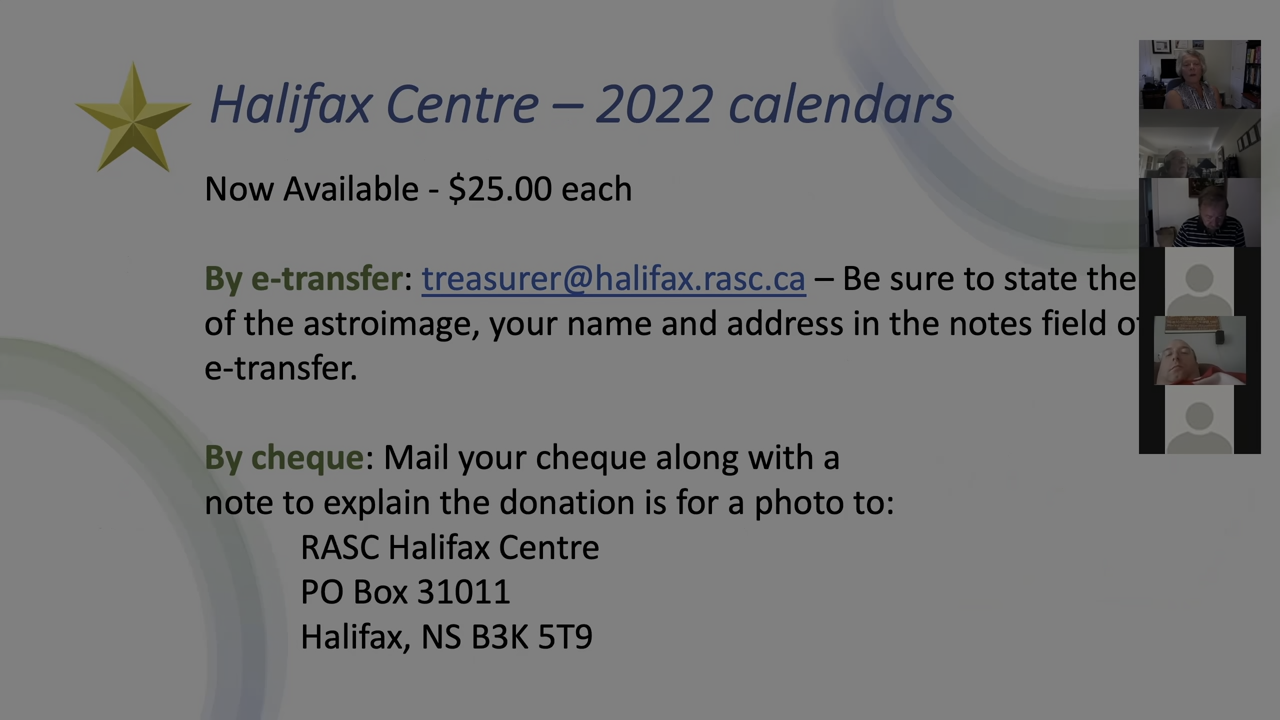 Halifax Centre – 2022 calendars
Now Available - $25.00 each
By e-transfer: treasurer@halifax.rasc.ca – Be sure to state the
of the astroimage, your name and address in the notes field
e-transfer.
By cheque: Mail your cheque along with a
note to explain the donation is for a photo to:
RASC Halifax Centre
PO Box 31011
Halifax, NS B3K 5T9